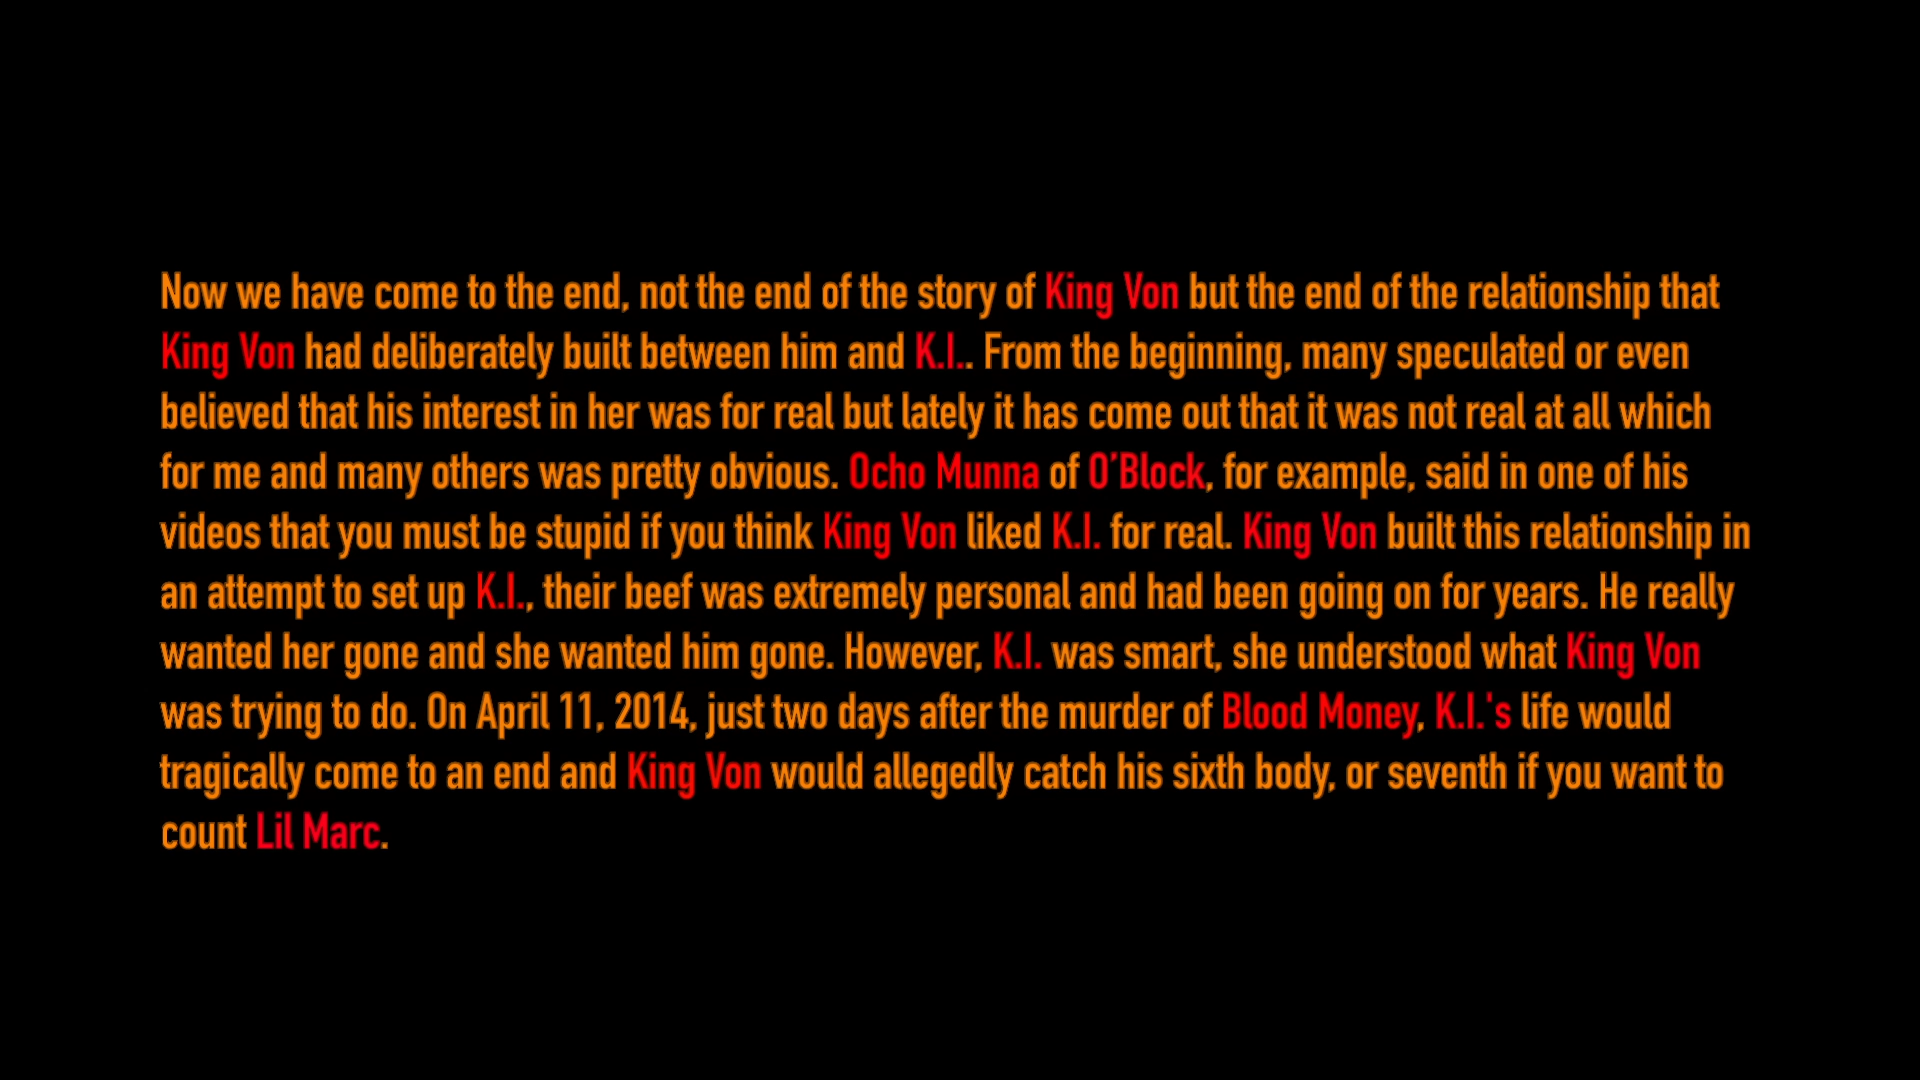 Now we have come to the end, not the end of the story of King Von but the end of the relationship that
King Von had deliberately built between him and K.I.. From the beginning, many speculated or even
believed that his interest in her was for real but lately it has come out that it was not real at all which
for me and many others was pretty obvious. Ocho Munna of O'Block, for example, said in one of his
videos that you must be stupid if you think King Von liked K.I. for real. King Von built this relationship in
an attempt to set up K.I., their beef was extremely personal and had been going on for years. He really
wanted her gone and she wanted him gone. However, K.I. was smart, she understood what King Von
was trying to do. On April 11, 2014, just two days after the murder of Blood Money, K.I.'s life would
tragically come to an end and King Von would allegedly catch his sixth body, or seventh if you want to
count Lil Marc.